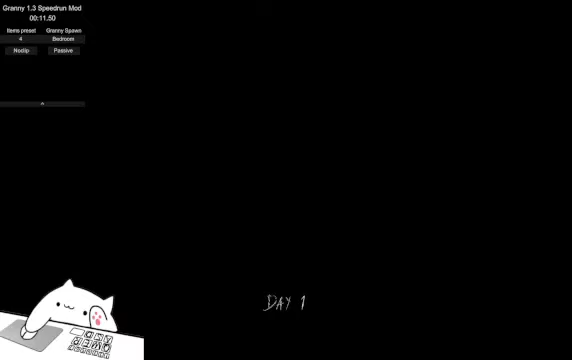 Granny 1.3 Speedrun Mod
00:11.50
Items preset Granny Spawn
4 Bedroom
Noclip Passive
^
DAY 1